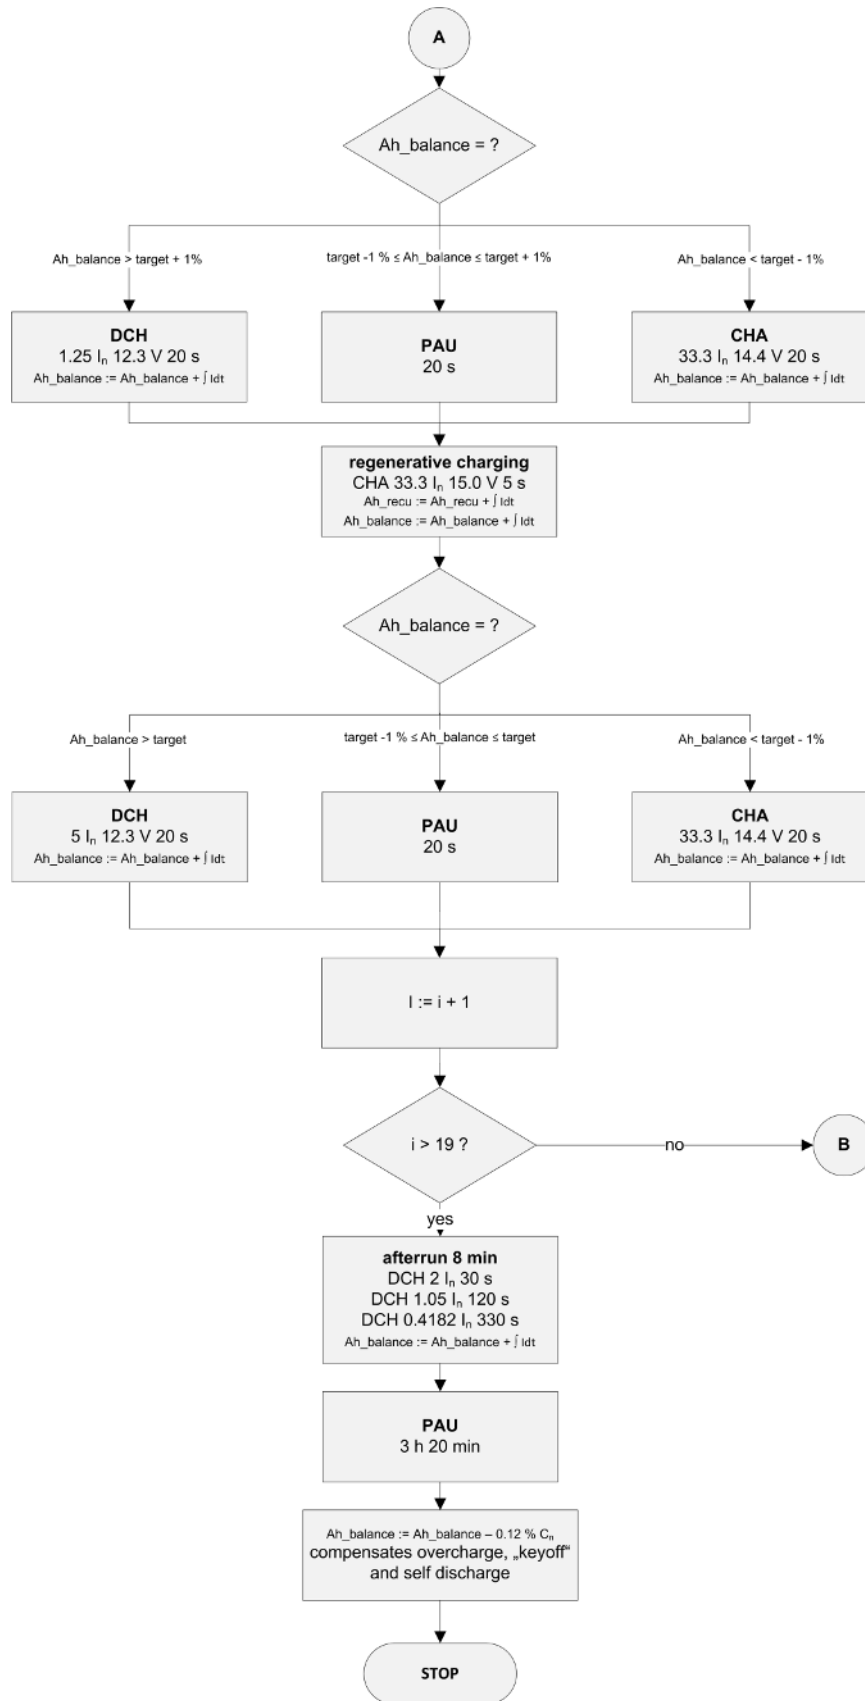 A
Ah_balance = ?
Ah_balance > target + 1%
target -1 % ≤ Ah_balance ≤ target + 1%
Ah_balance < target - 1%
DCH
1.25 Iₙ 12.3 V 20 s
Ah_balance := Ah_balance + ∫ Idt
PAU
20 s
CHA
33.3 Iₙ 14.4 V 20 s
Ah_balance := Ah_balance + ∫ Idt
regenerative charging
CHA 33.3 Iₙ 15.0 V 5 s
Ah_recu := Ah_recu + ∫ Idt
Ah_balance := Ah_balance + ∫ Idt
Ah_balance = ?
Ah_balance > target
target -1 % ≤ Ah_balance ≤ target
Ah_balance < target - 1%
DCH
5 Iₙ 12.3 V 20 s
Ah_balance := Ah_balance + ∫ Idt
PAU
20 s
CHA
33.3 Iₙ 14.4 V 20 s
Ah_balance := Ah_balance + ∫ Idt
I := i + 1
i > 19 ?
no
B
yes
afterrun 8 min
DCH 2 Iₙ 30 s
DCH 1.05 Iₙ 120 s
DCH 0.4182 Iₙ 330 s
Ah_balance := Ah_balance + ∫ Idt
PAU
3 h 20 min
Ah_balance := Ah_balance – 0.12 % Cₙ
compensates overcharge, „keyoff“
and self discharge
STOP